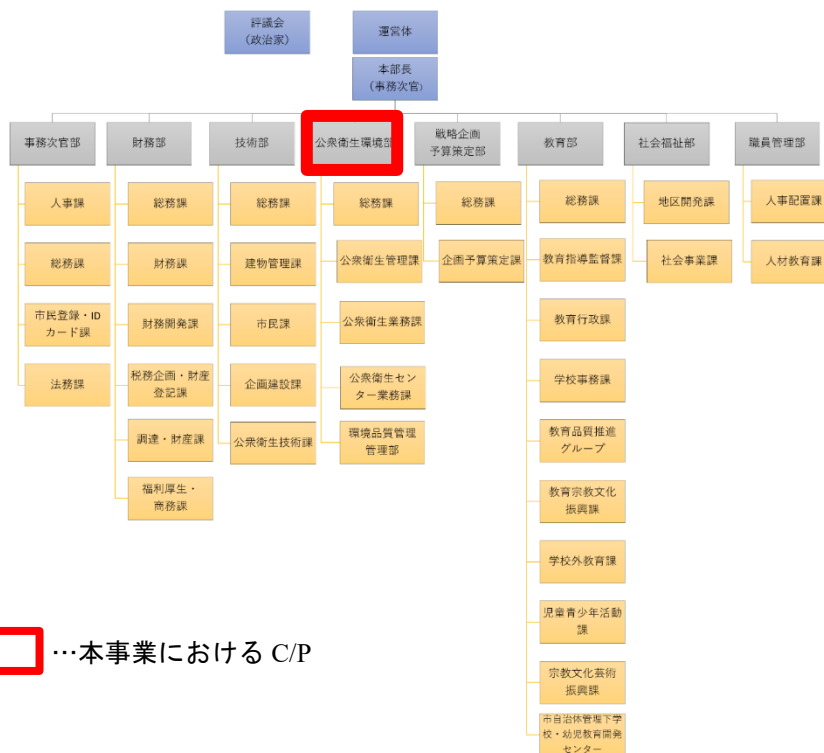 評議会
（政治家）
運営体
本部長
（事務次官）
事務次官部
財務部
技術部
公衆衛生環境部
戦略企画
予算策定部
教育部
社会福祉部
職員管理部
人事課
総務課
市民登録・ID
カード課
法務課
総務課
財務課
財務開発課
税務企画・財産
登記課
調達・財産課
福利厚生・
商務課
総務課
建物管理課
市民課
企画建設課
公衆衛生技術課
総務課
公衆衛生管理課
公衆衛生業務課
公衆衛生セン
ター業務課
環境品質管理
管理部
総務課
企画予算策定課
総務課
教育指導監督課
教育行政課
学校事務課
教育品質推進
グループ
教育宗教文化
振興課
学校外教育課
児童青少年活動
課
宗教文化芸術
振興課
市自治体管理下学
校・幼児教育開発
センター
地区開発課
社会事業課
人事配置課
人材教育課
…本事業における C/P